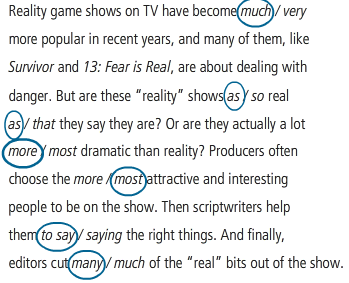 Reality game shows on TV have become much / very
more popular in recent years, and many of them, like
Survivor and 13: Fear is Real, are about dealing with
danger. But are these "reality" shows as / so real
as / that they say they are? Or are they actually a lot
more / most dramatic than reality? Producers often
choose the more / most attractive and interesting
people to be on the show. Then scriptwriters help
them to say / saying the right things. And finally,
editors cut many / much of the "real" bits out of the show.